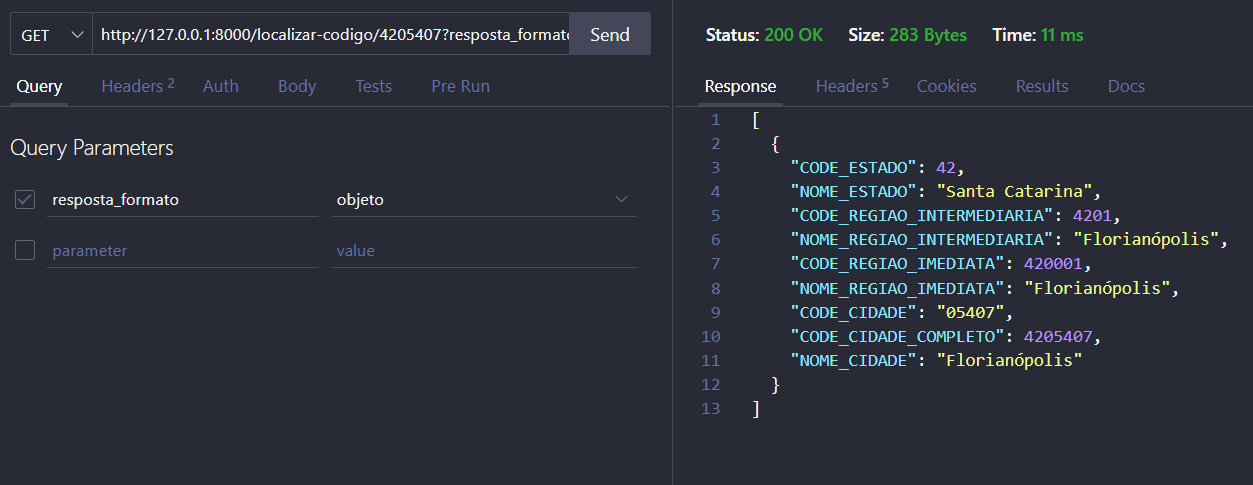 GET http://127.0.0.1:8000/localizar-codigo/4205407?resposta_formato Send
Query Headers 2 Auth Body Tests Pre Run
Query Parameters
resposta_formato objeto
parameter value
Status: 200 OK Size: 283 Bytes Time: 11 ms
Response Headers 5 Cookies Results Docs
1 [
2 {
3 "CODE_ESTADO": 42,
4 "NOME_ESTADO": "Santa Catarina",
5 "CODE_REGIAO_INTERMEDIARIA": 4201,
6 "NOME_REGIAO_INTERMEDIARIA": "Florianópolis",
7 "CODE_REGIAO_IMEDIATA": 420001,
8 "NOME_REGIAO_IMEDIATA": "Florianópolis",
9 "CODE_CIDADE": "05407",
10 "CODE_CIDADE_COMPLETO": 4205407,
11 "NOME_CIDADE": "Florianópolis"
12 }
13 ]